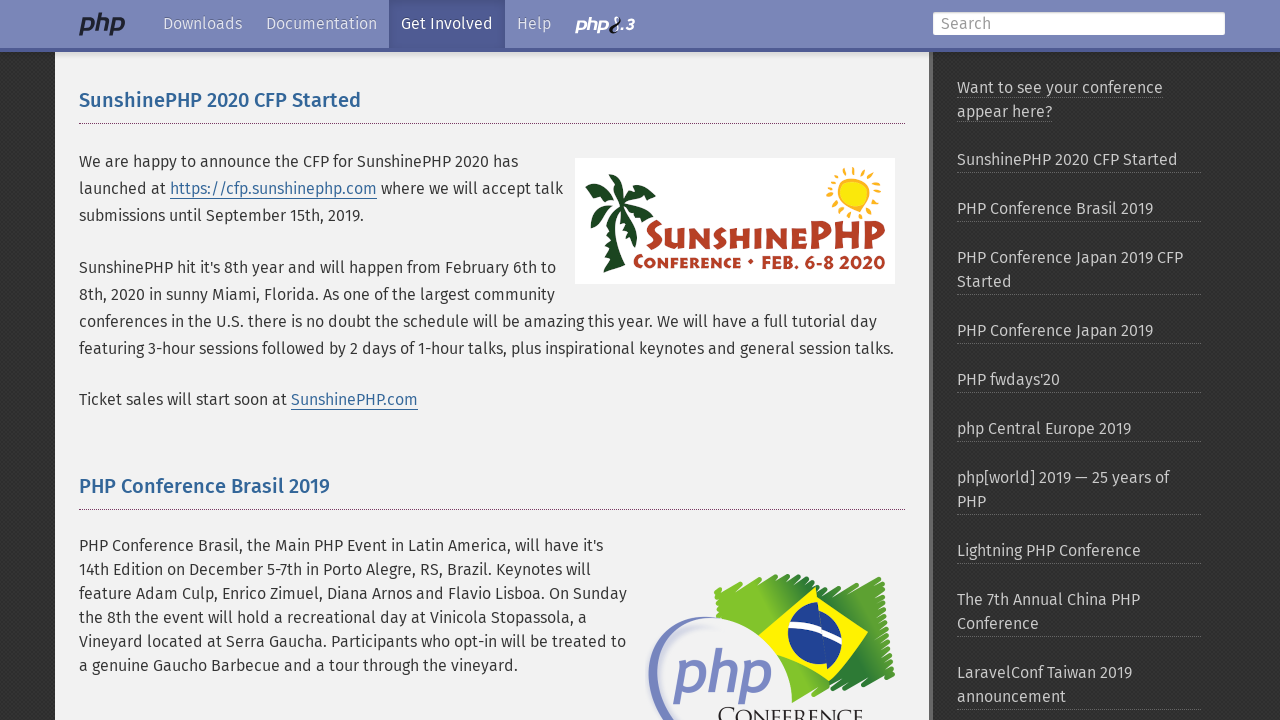 php
Downloads
Documentation
Get Involved
Help
php8.3
Search
SunshinePHP 2020 CFP Started
We are happy to announce the CFP for SunshinePHP 2020 has
launched at https://cfp.sunshinephp.com where we will accept talk
submissions until September 15th, 2019.
SunshinePHP
Conference • Feb. 6-8 2020
SunshinePHP hit it's 8th year and will happen from February 6th to
8th, 2020 in sunny Miami, Florida. As one of the largest community
conferences in the U.S. there is no doubt the schedule will be amazing this year. We will have a full tutorial day
featuring 3-hour sessions followed by 2 days of 1-hour talks, plus inspirational keynotes and general session talks.
Ticket sales will start soon at SunshinePHP.com
PHP Conference Brasil 2019
PHP Conference Brasil, the Main PHP Event in Latin America, will have it's
14th Edition on December 5-7th in Porto Alegre, RS, Brazil. Keynotes will
feature Adam Culp, Enrico Zimuel, Diana Arnos and Flavio Lisboa. On Sunday
the 8th the event will hold a recreational day at Vinicola Stopassola, a
Vineyard located at Serra Gaucha. Participants who opt-in will be treated to
a genuine Gaucho Barbecue and a tour through the vineyard.
php
Conference
Want to see your conference
appear here?
SunshinePHP 2020 CFP Started
PHP Conference Brasil 2019
PHP Conference Japan 2019 CFP
Started
PHP Conference Japan 2019
PHP fwdays'20
php Central Europe 2019
php[world] 2019 — 25 years of
PHP
Lightning PHP Conference
The 7th Annual China PHP
Conference
LaravelConf Taiwan 2019
announcement